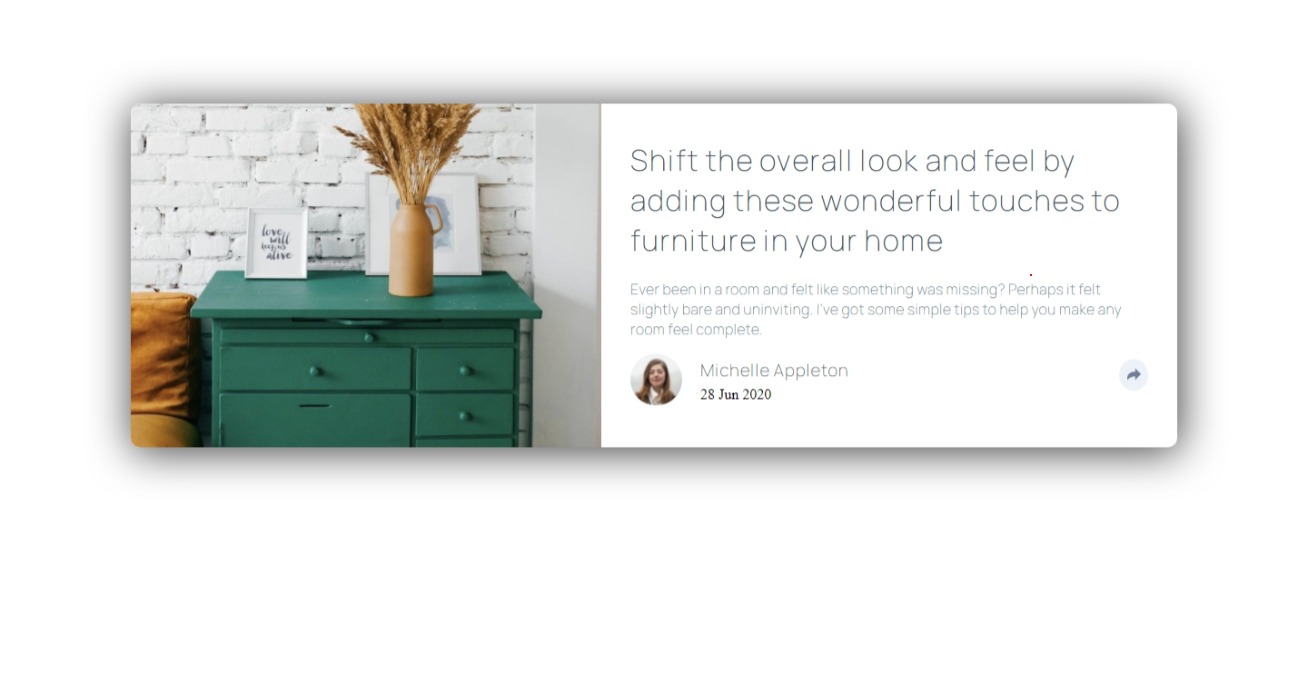 love
will
keep us
alive
Shift the overall look and feel by
adding these wonderful touches to
furniture in your home
Ever been in a room and felt like something was missing? Perhaps it felt
slightly bare and uninviting. I've got some simple tips to help you make any
room feel complete.
Michelle Appleton
28 Jun 2020